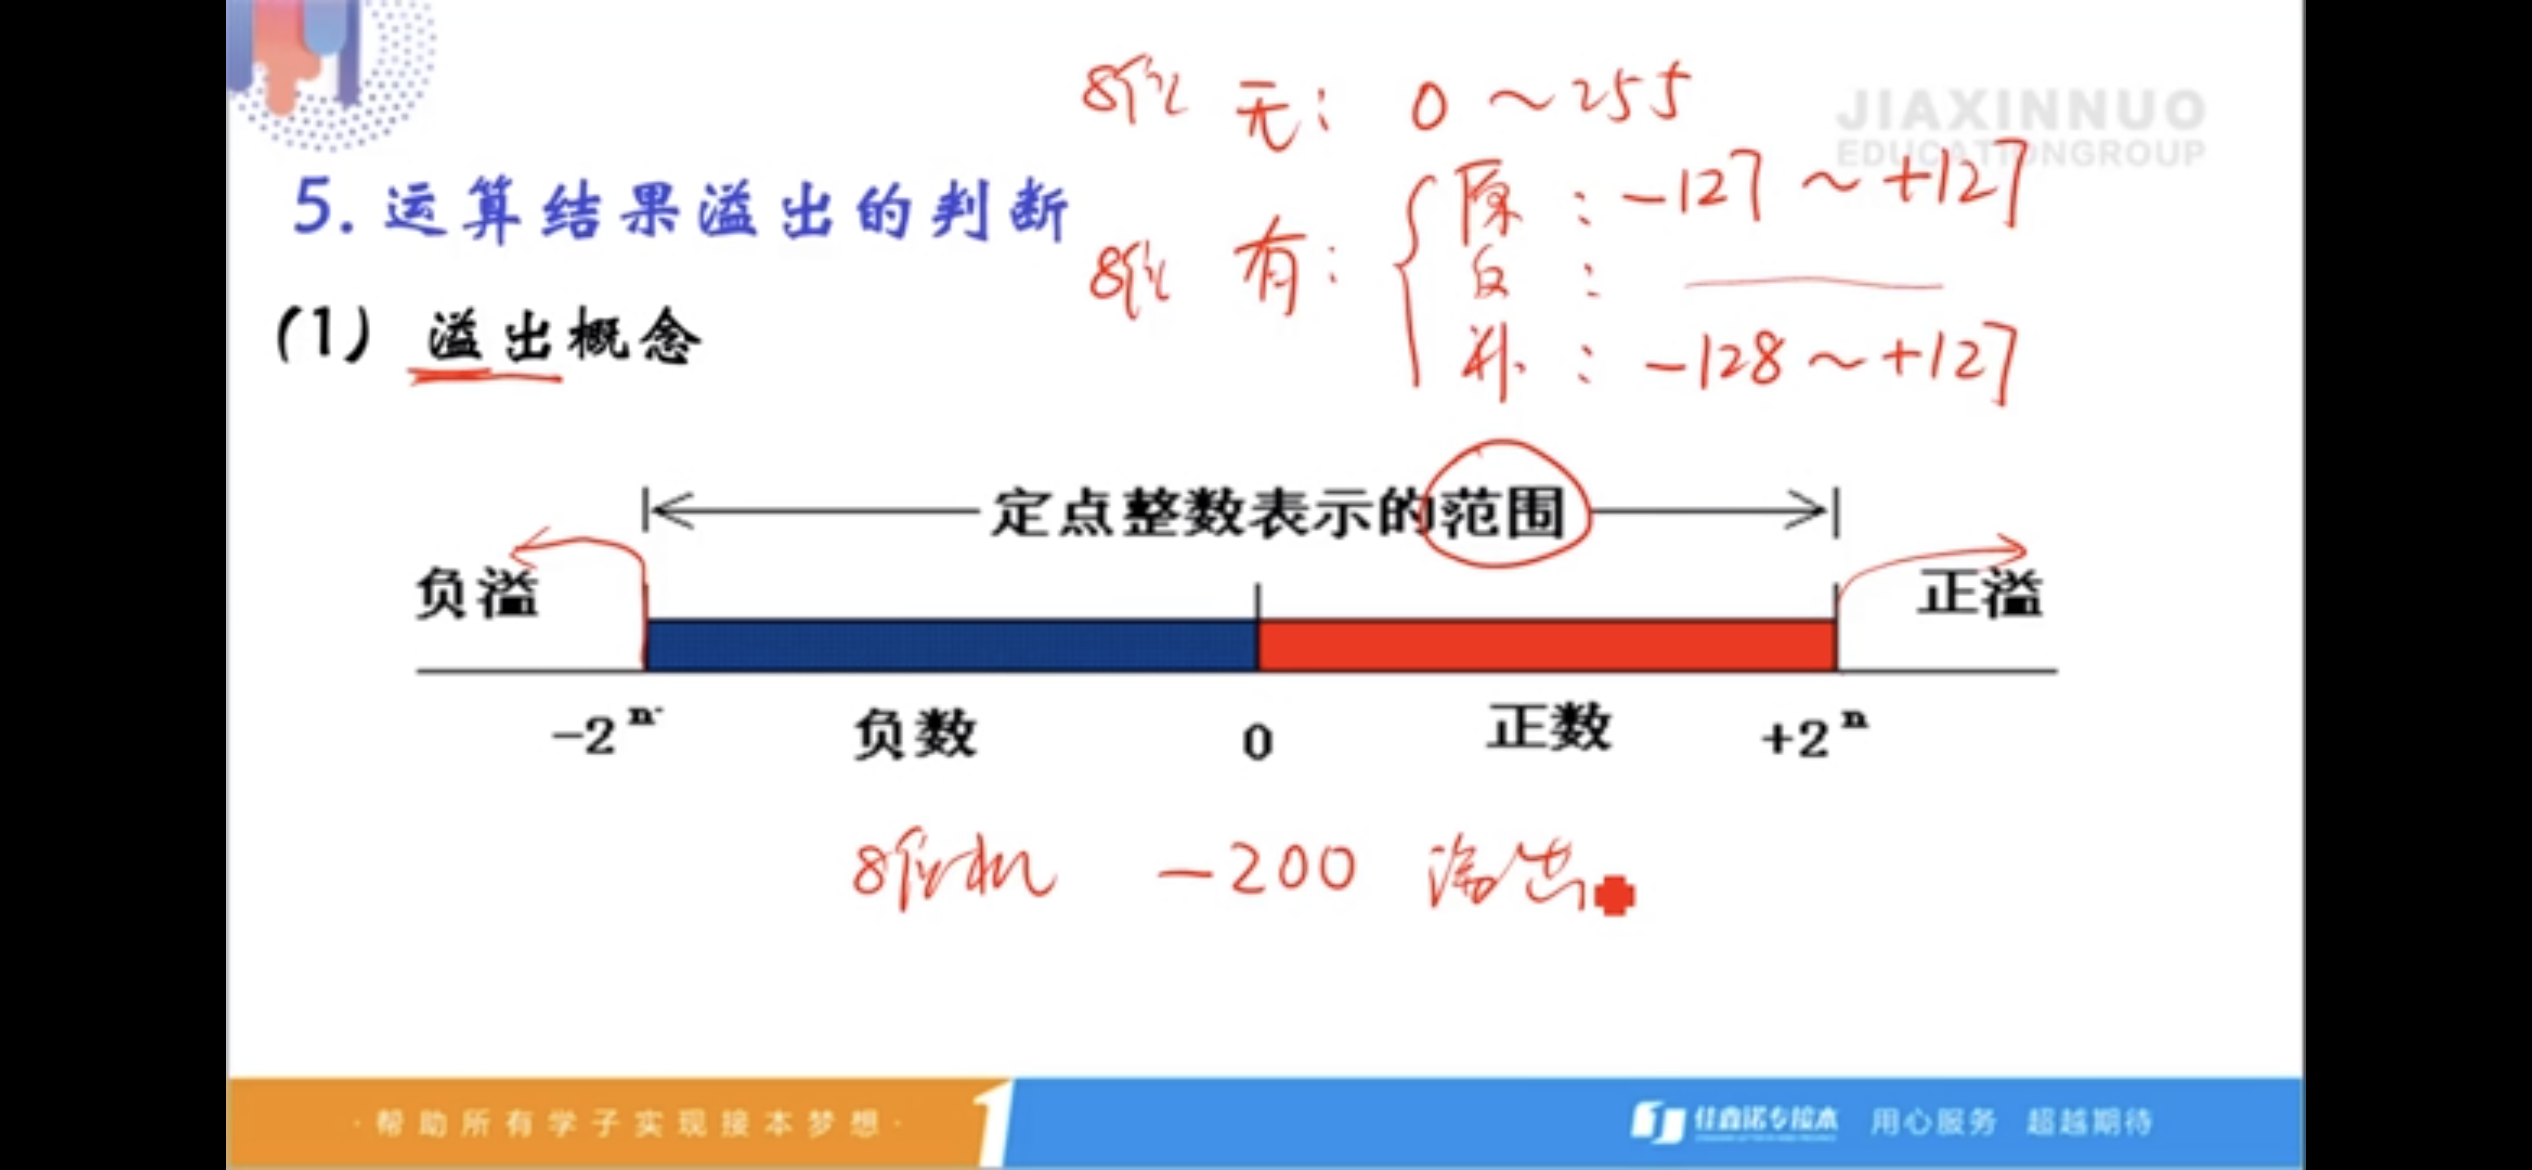 8位 无: 0 ~ 255
JIAXINNUO
EDUCATIONGROUP
5. 运算结果溢出的判断
8位 有: 原 : -127 ~ +127
反 :
补 : -128 ~ +127
(1) 溢出概念
定点整数表示的范围
负溢
正溢
-2ⁿ 负数 0 正数 +2ⁿ
8位机 -200 溢出
·帮助所有学子实现接本梦想·
1
佳鑫诺专接本 用心服务 超越期待